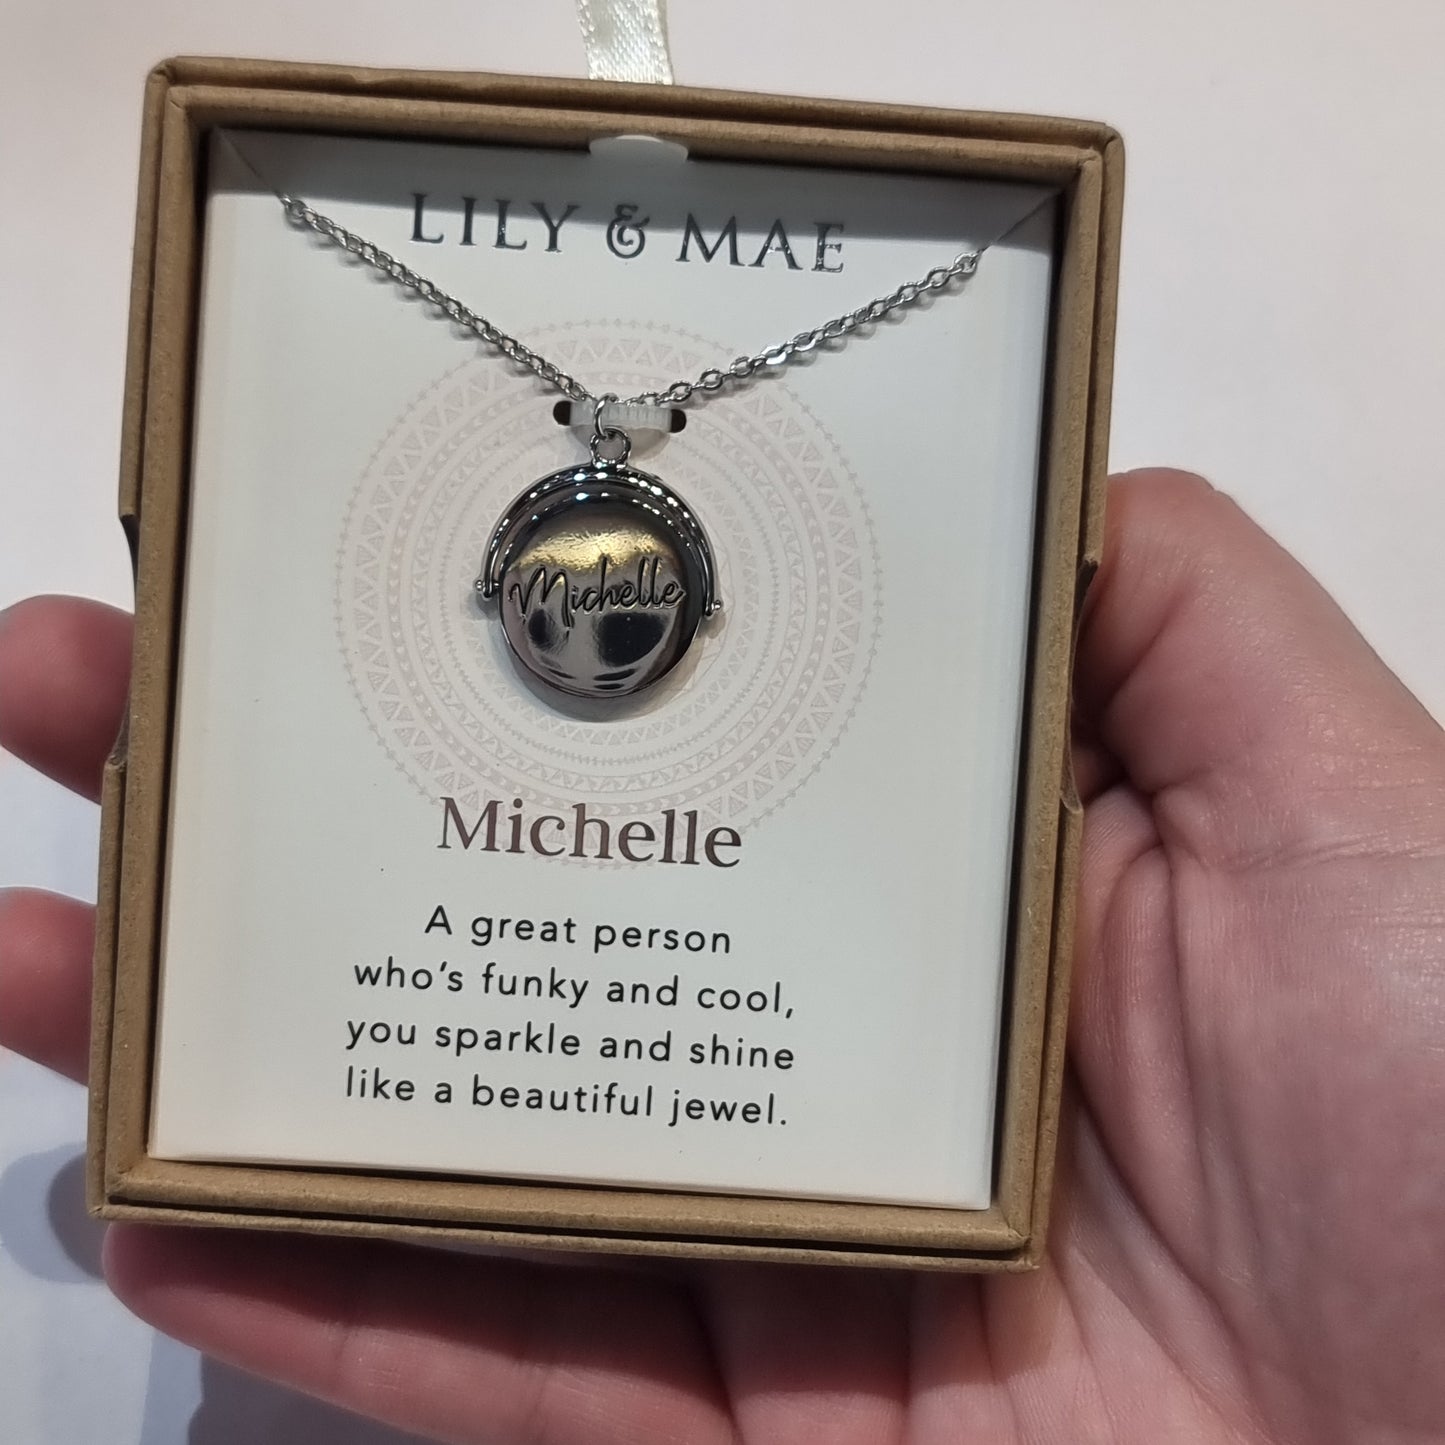 LILY & MAE
Michelle
Michelle
A great person
who's funky and cool,
you sparkle and shine
like a beautiful jewel.